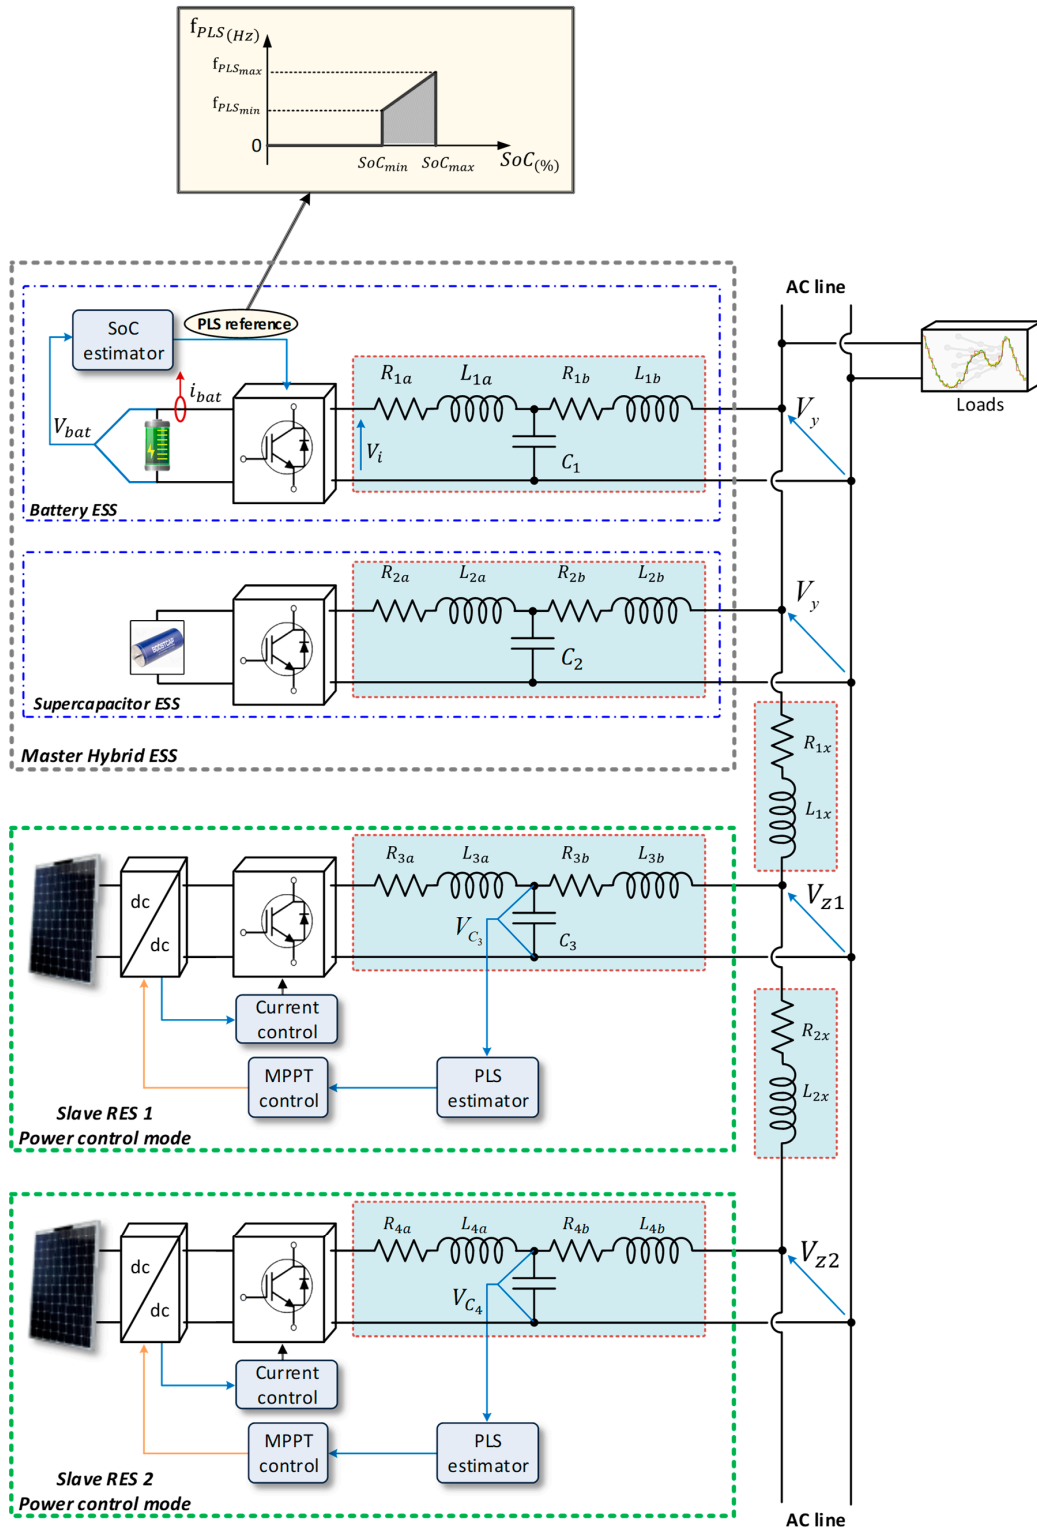 f_PLS(Hz)
f_PLSmax
f_PLSmin
0
SoC_min
SoC_max
SoC_(%)
AC line
SoC
estimator
PLS reference
i_bat
V_bat
R_1a
L_1a
R_1b
L_1b
V_i
C_1
V_y
Loads
Battery ESS
R_2a
L_2a
R_2b
L_2b
C_2
V_y
Supercapacitor ESS
Master Hybrid ESS
R_1x
L_1x
R_3a
L_3a
R_3b
L_3b
dc
dc
V_C3
C_3
V_z1
Current
control
MPPT
control
PLS
estimator
R_2x
L_2x
Slave RES 1
Power control mode
R_4a
L_4a
R_4b
L_4b
dc
dc
V_C4
V_z2
Current
control
MPPT
control
PLS
estimator
Slave RES 2
Power control mode
AC line